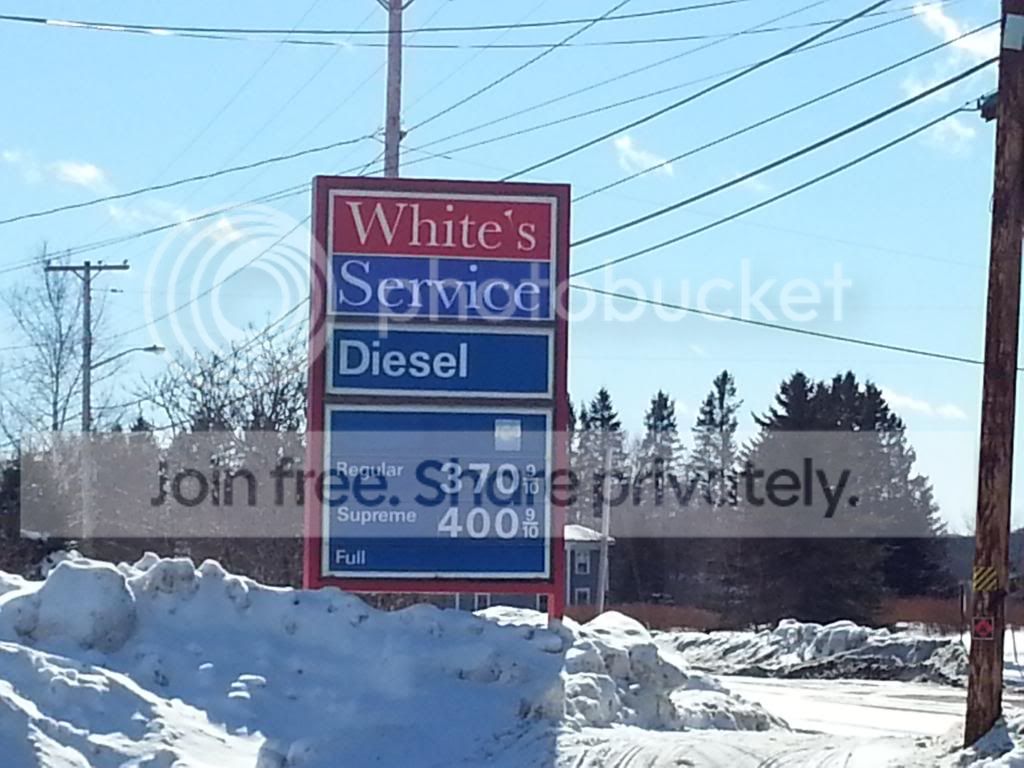 White's
Service
photobucket
Diesel
Join free. Share privately.
Regular 370 9/10
Supreme 400 9/10
Full